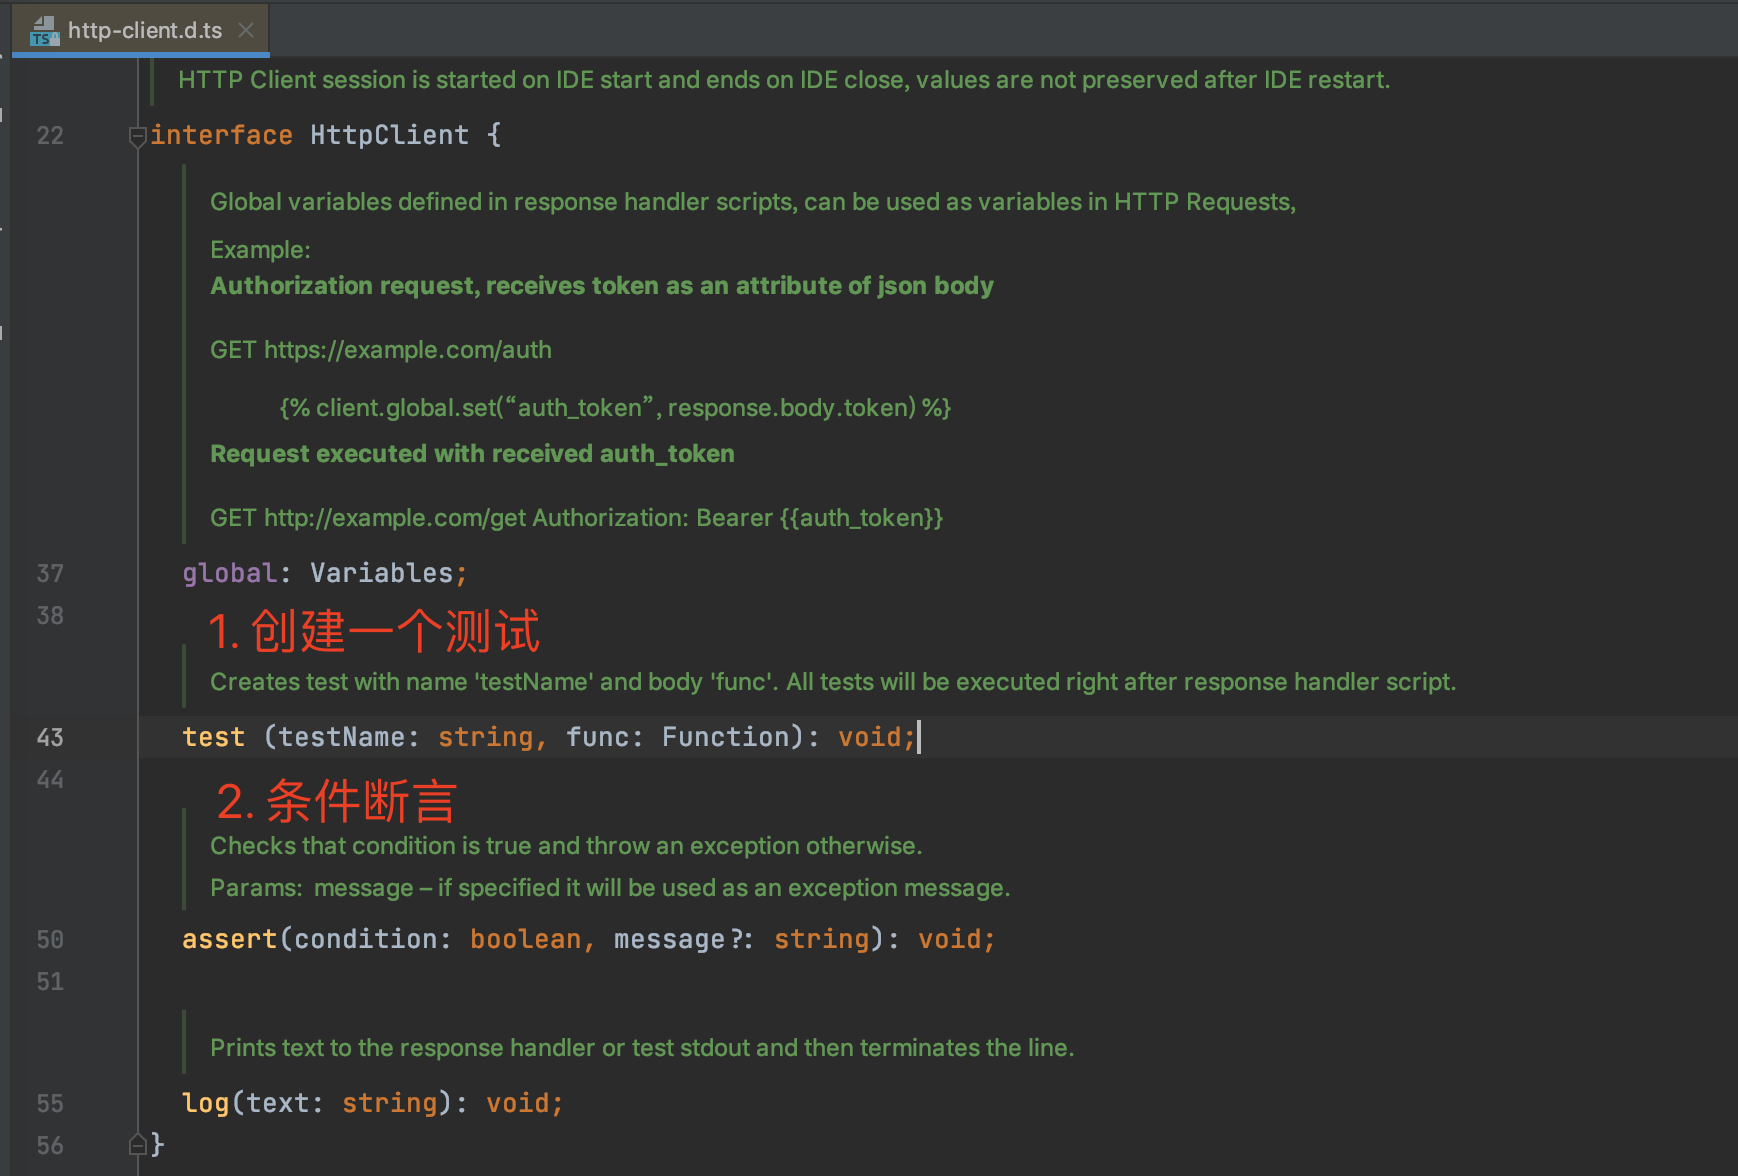 http-client.d.ts
HTTP Client session is started on IDE start and ends on IDE close, values are not preserved after IDE restart.
22 interface HttpClient {
Global variables defined in response handler scripts, can be used as variables in HTTP Requests,
Example:
Authorization request, receives token as an attribute of json body
GET https://example.com/auth
{% client.global.set(“auth_token”, response.body.token) %}
Request executed with received auth_token
GET http://example.com/get Authorization: Bearer {{auth_token}}
37 global: Variables;
38
1. 创建一个测试
Creates test with name 'testName' and body 'func'. All tests will be executed right after response handler script.
43 test (testName: string, func: Function): void;
44
2. 条件断言
Checks that condition is true and throw an exception otherwise.
Params: message – if specified it will be used as an exception message.
50 assert(condition: boolean, message?: string): void;
51
Prints text to the response handler or test stdout and then terminates the line.
55 log(text: string): void;
56 }